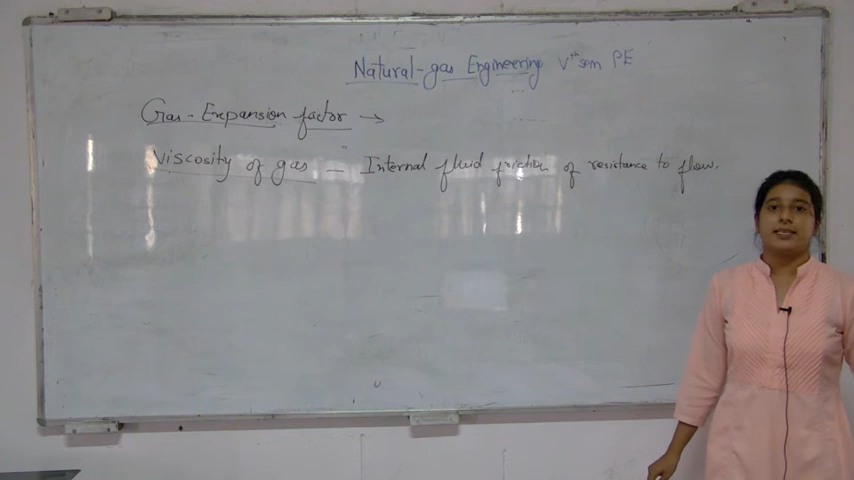 Natural-gas Engineering Vth sem PE
Gas-Expansion factor →
Viscosity of gas - Internal fluid friction of resistance to flow.